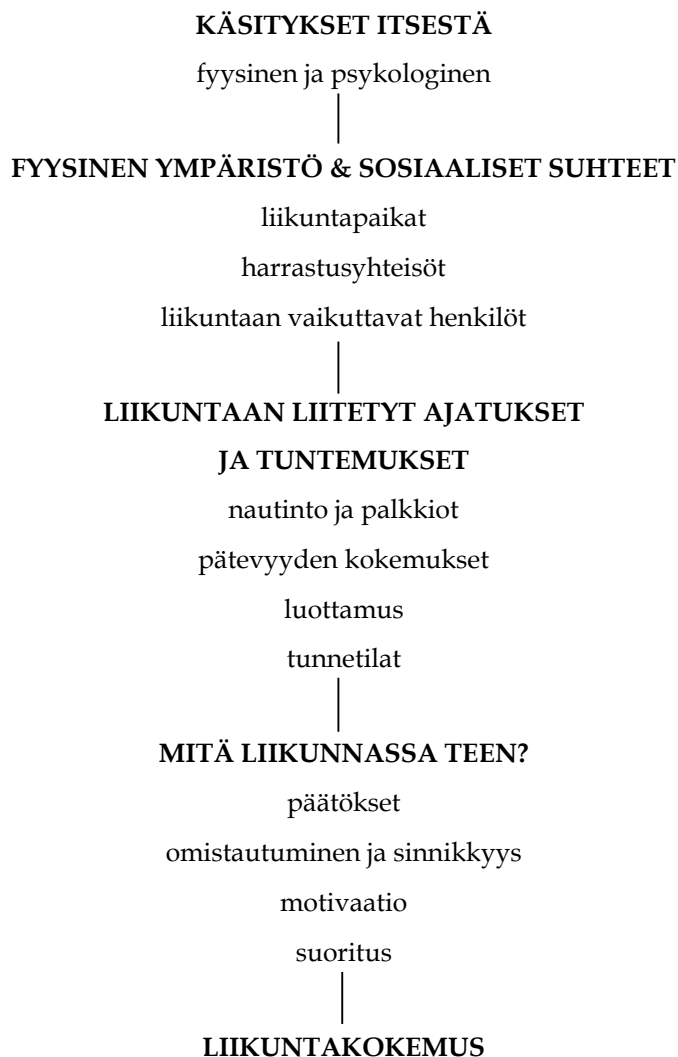 KÄSITYKSET ITSESTÄ
fyysinen ja psykologinen
FYYSINEN YMPÄRISTÖ & SOSIAALISET SUHTEET
liikuntapaikat
harrastusyhteisöt
liikuntaan vaikuttavat henkilöt
LIIKUNTAAN LIITETYT AJATUKSET
JA TUNTEMUKSET
nautinto ja palkkiot
pätevyyden kokemukset
luottamus
tunnetilat
MITÄ LIIKUNNASSA TEEN?
päätökset
omistautuminen ja sinnikkyys
motivaatio
suoritus
LIIKUNTAKOKEMUS